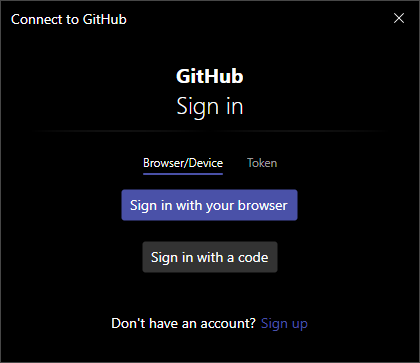 Connect to GitHub
GitHub
Sign in
Browser/Device Token
Sign in with your browser
Sign in with a code
Don't have an account? Sign up